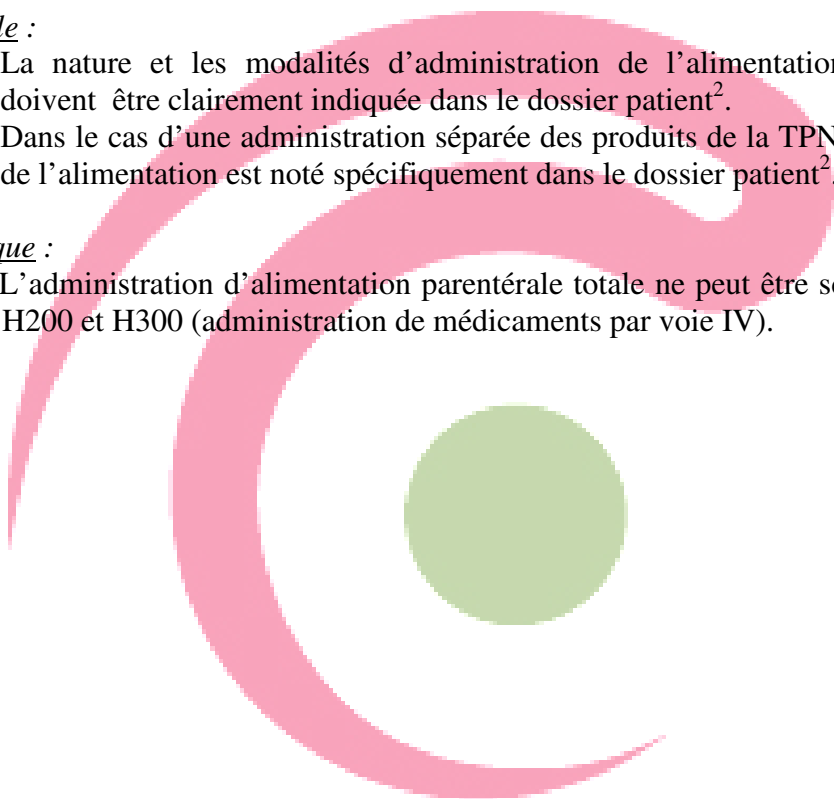 le :
La nature et les modalités d’administration de l’alimentation
doivent être clairement indiquée dans le dossier patient².
Dans le cas d’une administration séparée des produits de la TPN
de l’alimentation est noté spécifiquement dans le dossier patient².
que :
L’administration d’alimentation parentérale totale ne peut être
H200 et H300 (administration de médicaments par voie IV).